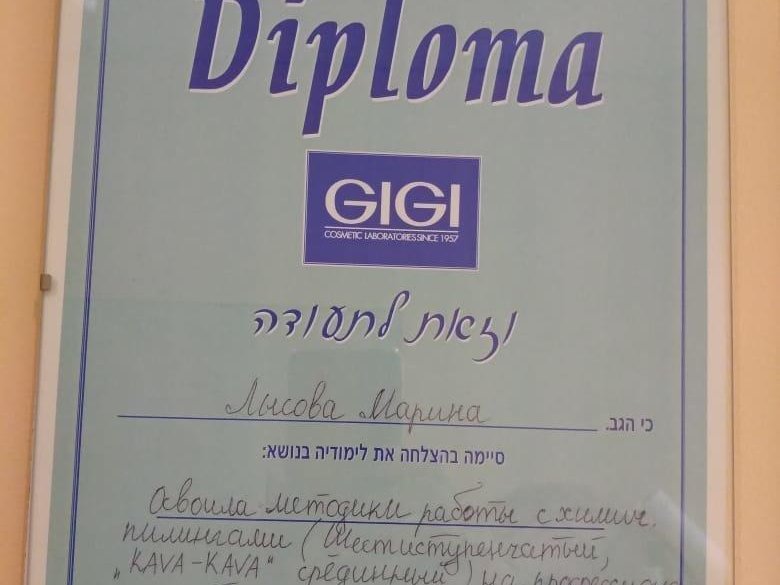 Diploma
GIGI
COSMETIC LABORATORIES SINCE 1957
וזאת לתעודה
כי הגב. Лысова Марина
סיימה בהצלחה את לימודיה בנושא:
Освоила методики работы с химич.
пилингами (Шестиступенчатый,
„KAVA-KAVA" срединный) на